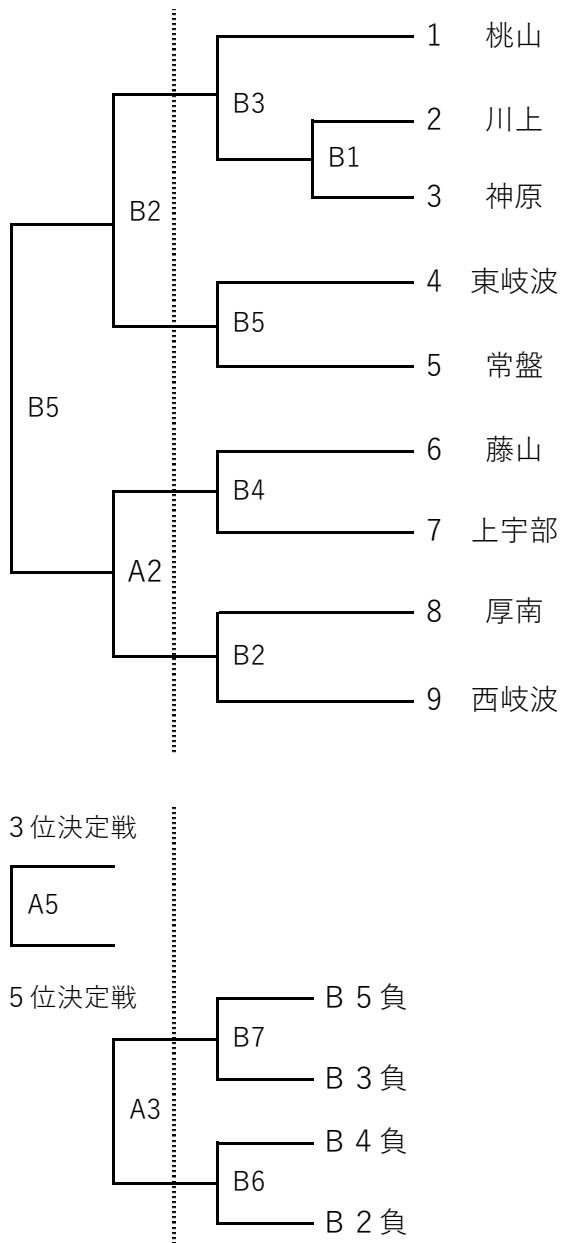 1 桃山
B3
2 川上
B1
3 神原
B2
4 東岐波
B5
5 常盤
B5
6 藤山
B4
7 上宇部
A2
8 厚南
B2
9 西岐波
3位決定戦
A5
5位決定戦
B 5負
B7
B 3負
A3
B 4負
B6
B 2負